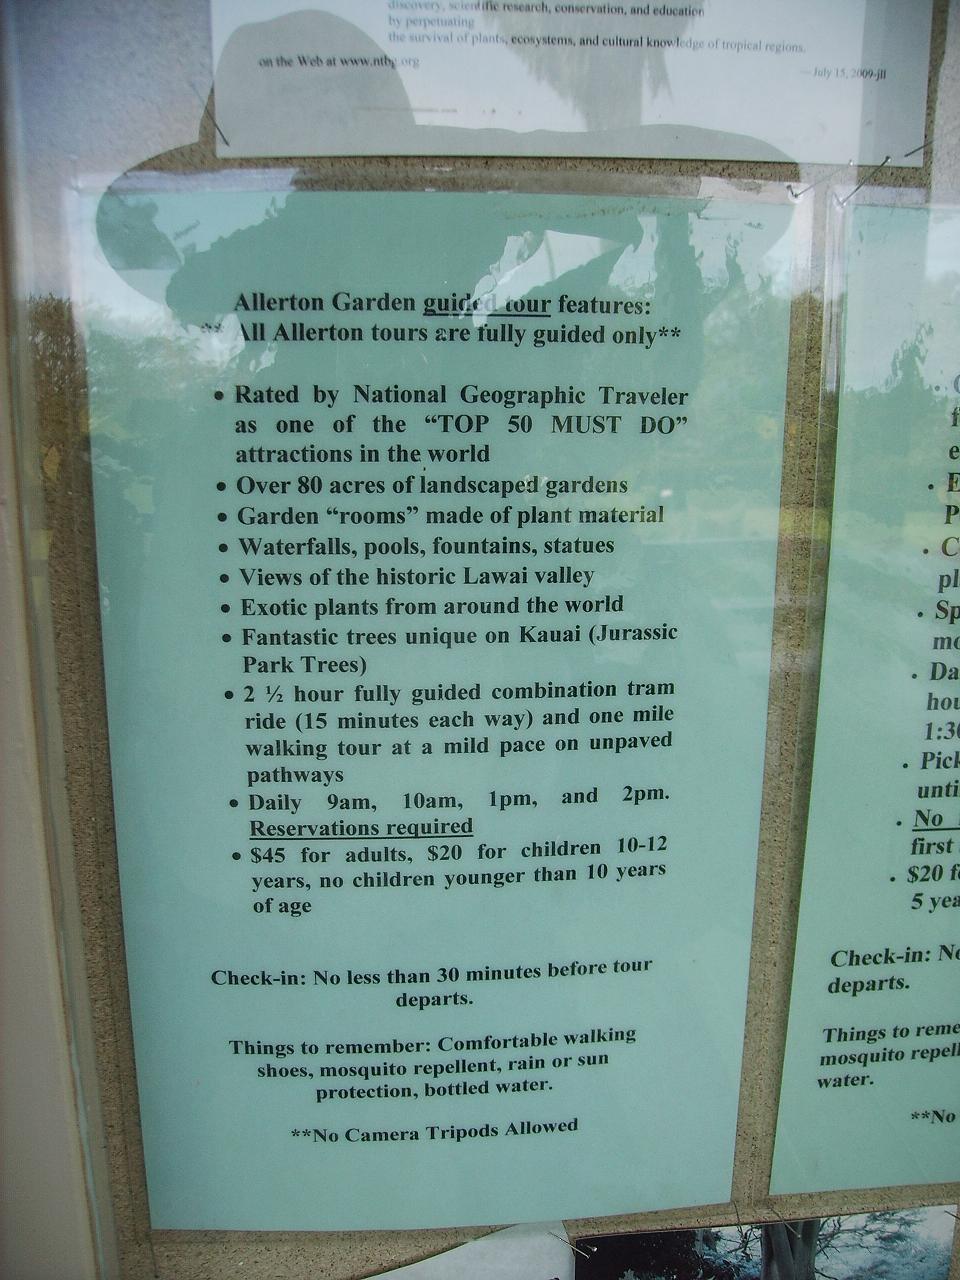 discovery, scientific research, conservation, and education
by perpetuating
the survival of plants, ecosystems, and cultural knowledge of tropical regions.
on the Web at www.ntbg.org
—July 15, 2009-jll
Allerton Garden guided tour features:
** All Allerton tours are fully guided only**
• Rated by National Geographic Traveler
as one of the “TOP 50 MUST DO”
attractions in the world
• Over 80 acres of landscaped gardens
• Garden “rooms” made of plant material
• Waterfalls, pools, fountains, statues
• Views of the historic Lawai valley
• Exotic plants from around the world
• Fantastic trees unique on Kauai (Jurassic
Park Trees)
• 2 ½ hour fully guided combination tram
ride (15 minutes each way) and one mile
walking tour at a mild pace on unpaved
pathways
• Daily 9am, 10am, 1pm, and 2pm.
Reservations required
• $45 for adults, $20 for children 10-12
years, no children younger than 10 years
of age
Check-in: No less than 30 minutes before tour
departs.
Things to remember: Comfortable walking
shoes, mosquito repellent, rain or sun
protection, bottled water.
**No Camera Tripods Allowed
• No
first
• $20
Check-in:
departs.
Things to
mosquito
water.
**No